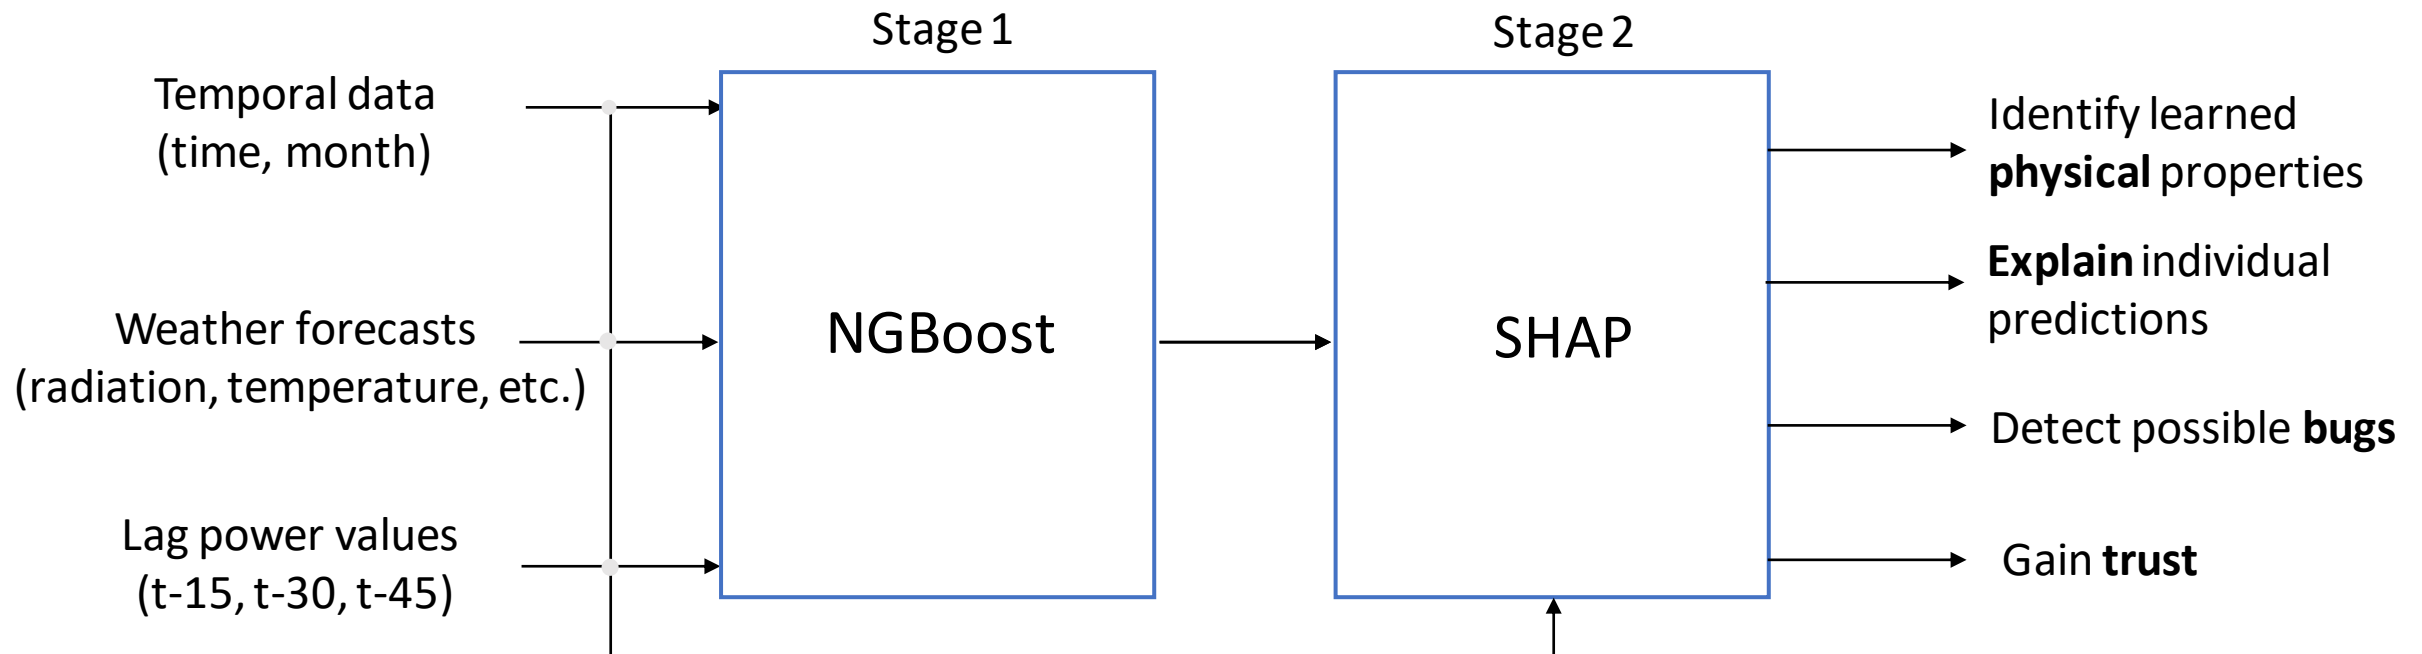 Stage 1
Stage 2
Temporal data
(time, month)
Weather forecasts
(radiation, temperature, etc.)
Lag power values
(t-15, t-30, t-45)
NGBoost
SHAP
Identify learned
physical properties
Explain individual
predictions
Detect possible bugs
Gain trust